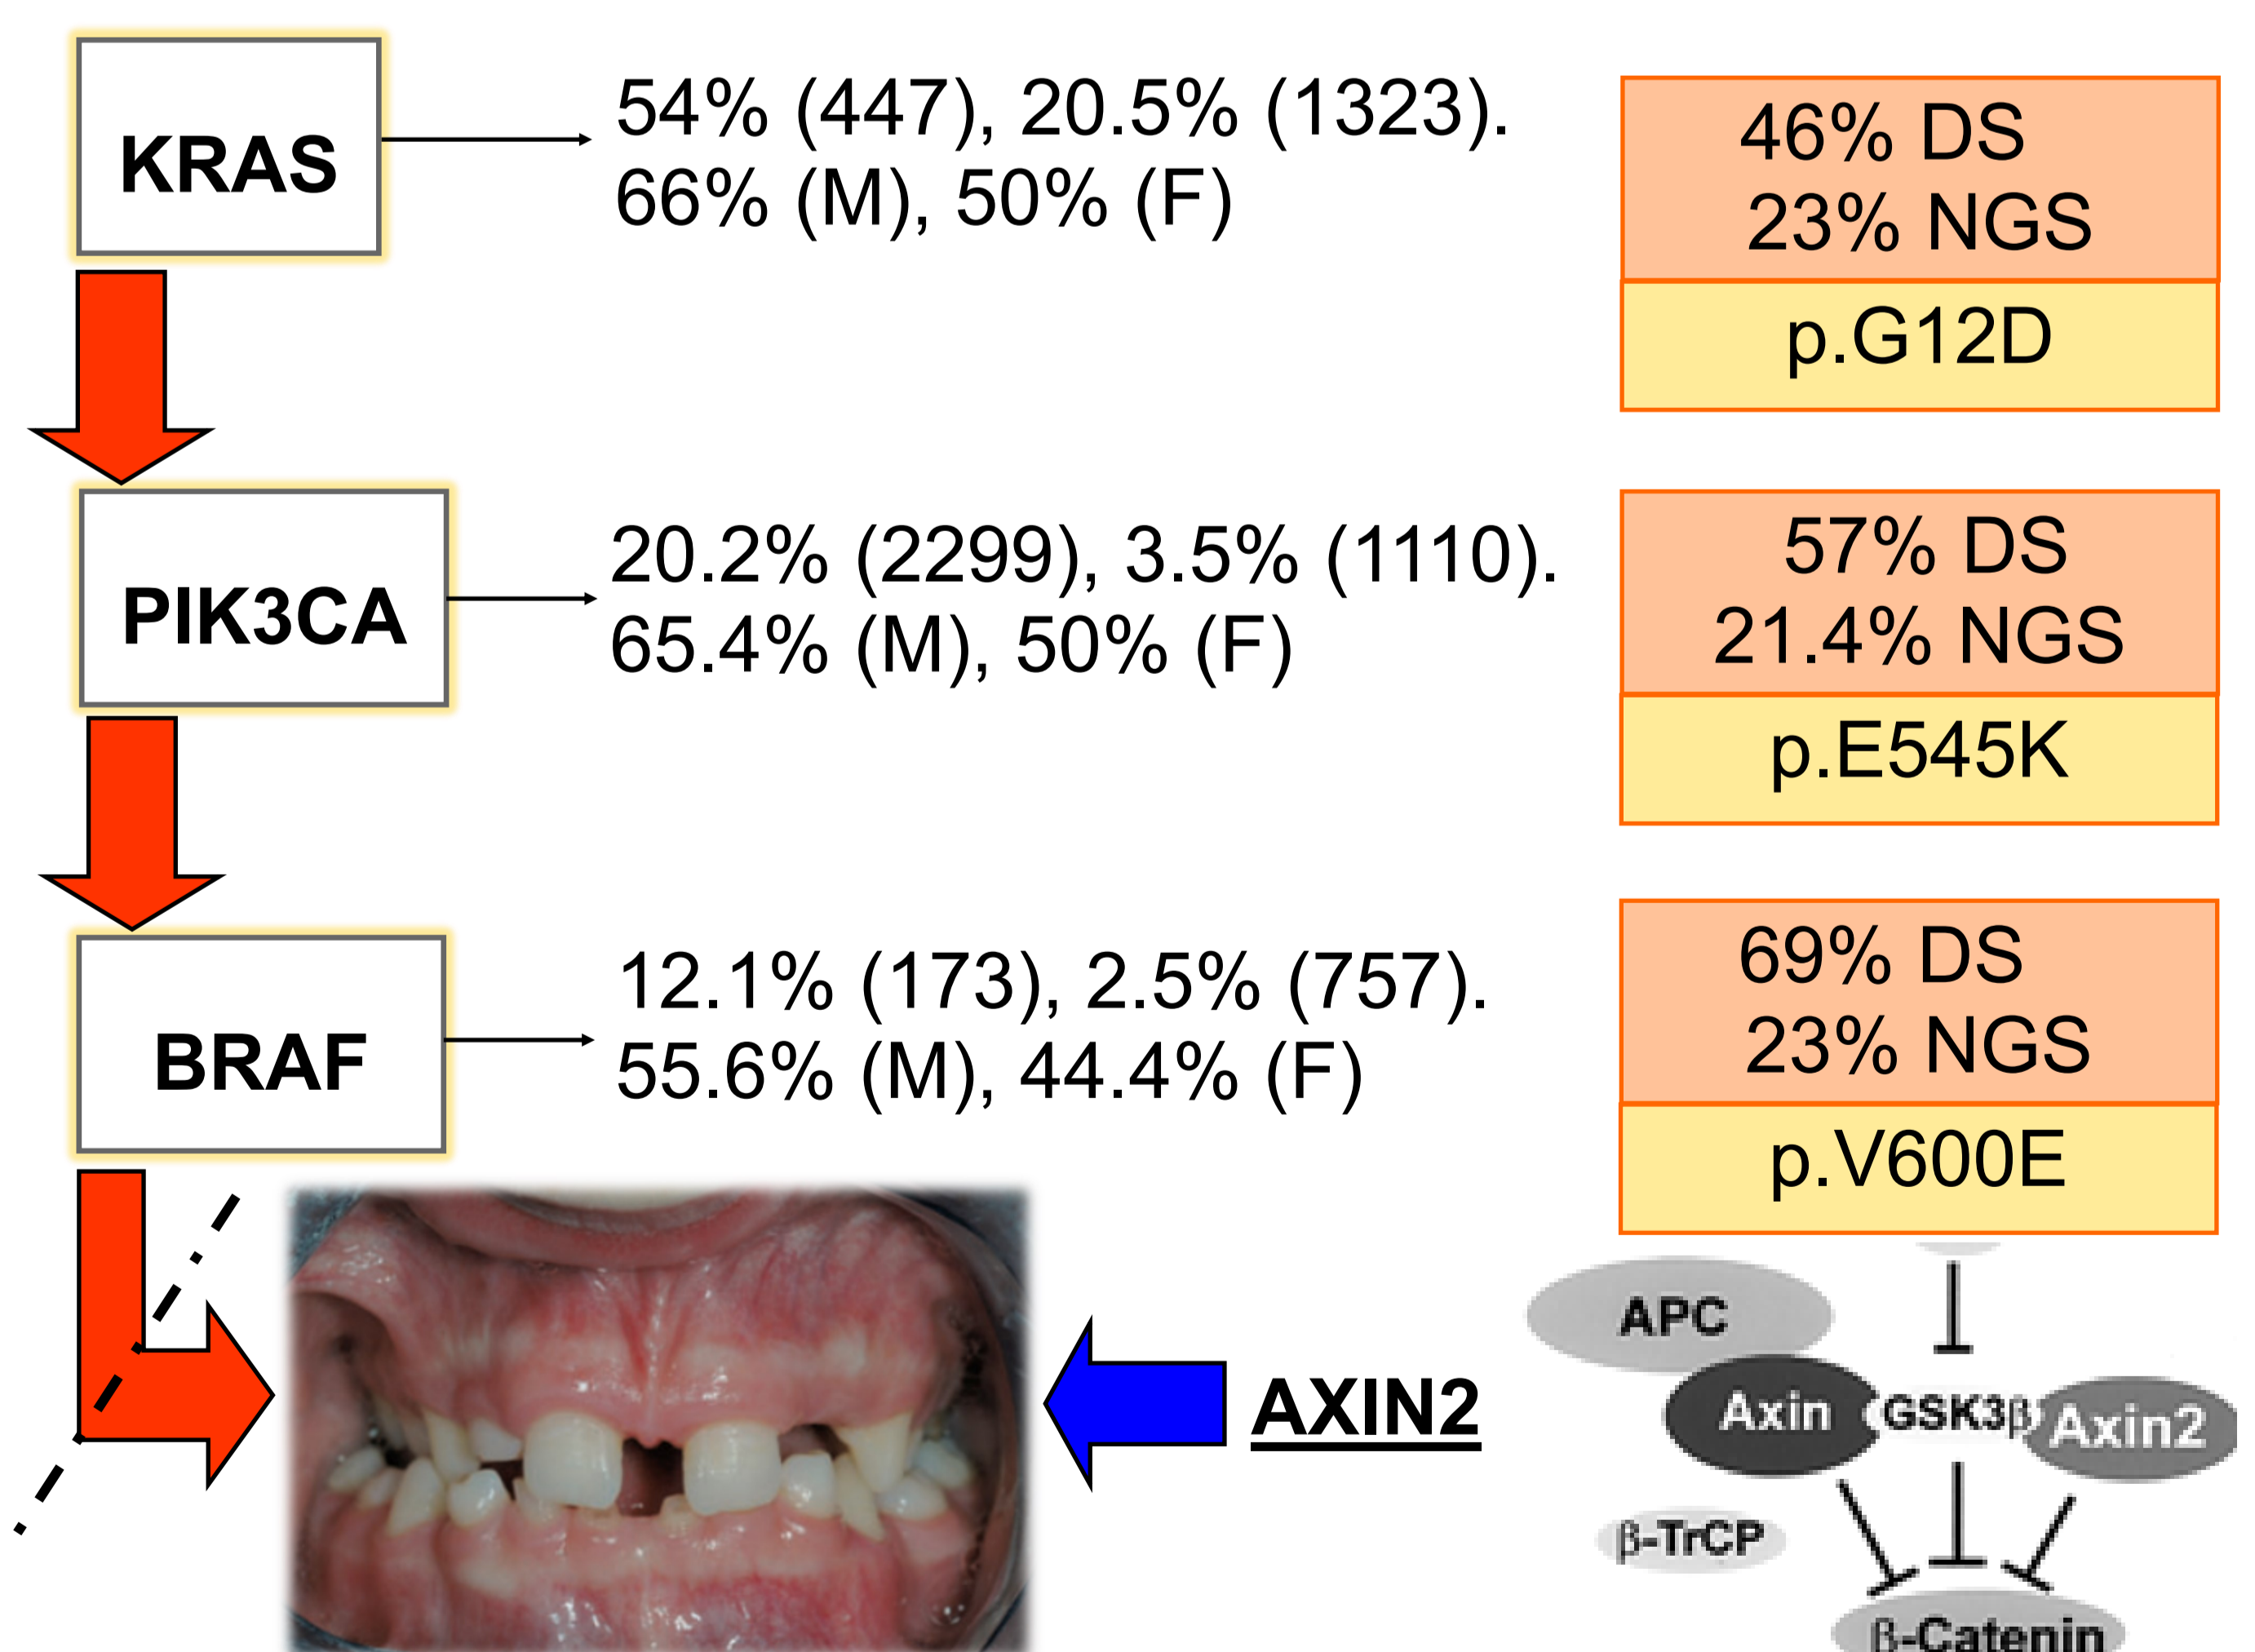 KRAS
54% (447), 20.5% (1323).
66% (M), 50% (F)
46% DS
23% NGS
p.G12D
PIK3CA
20.2% (2299), 3.5% (1110).
65.4% (M), 50% (F)
57% DS
21.4% NGS
p.E545K
BRAF
12.1% (173), 2.5% (757).
55.6% (M), 44.4% (F)
69% DS
23% NGS
p.V600E
AXIN2
APC
Axin GSK3β Axin2
β-TrCP
β-Catenin